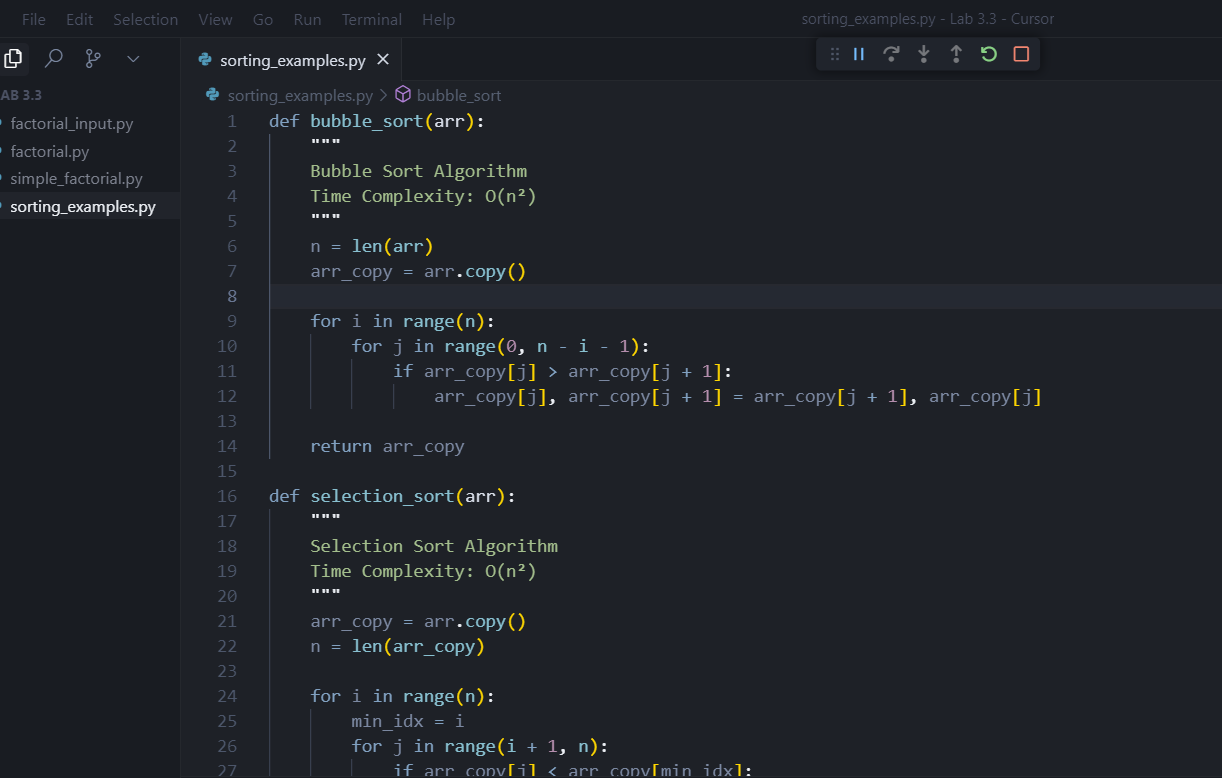 File Edit Selection View Go Run Terminal Help
sorting_examples.py - Lab 3.3 - Cursor
sorting_examples.py
AB 3.3
factorial_input.py
factorial.py
simple_factorial.py
sorting_examples.py
sorting_examples.py > bubble_sort
1 def bubble_sort(arr):
2     """
3     Bubble Sort Algorithm
4     Time Complexity: O(n²)
5     """
6     n = len(arr)
7     arr_copy = arr.copy()
8
9     for i in range(n):
10         for j in range(0, n - i - 1):
11             if arr_copy[j] > arr_copy[j + 1]:
12                 arr_copy[j], arr_copy[j + 1] = arr_copy[j + 1], arr_copy[j]
13
14     return arr_copy
15
16 def selection_sort(arr):
17     """
18     Selection Sort Algorithm
19     Time Complexity: O(n²)
20     """
21     arr_copy = arr.copy()
22     n = len(arr_copy)
23
24     for i in range(n):
25         min_idx = i
26         for j in range(i + 1, n):
27             if arr_copy[j] < arr_copy[min_idx]: